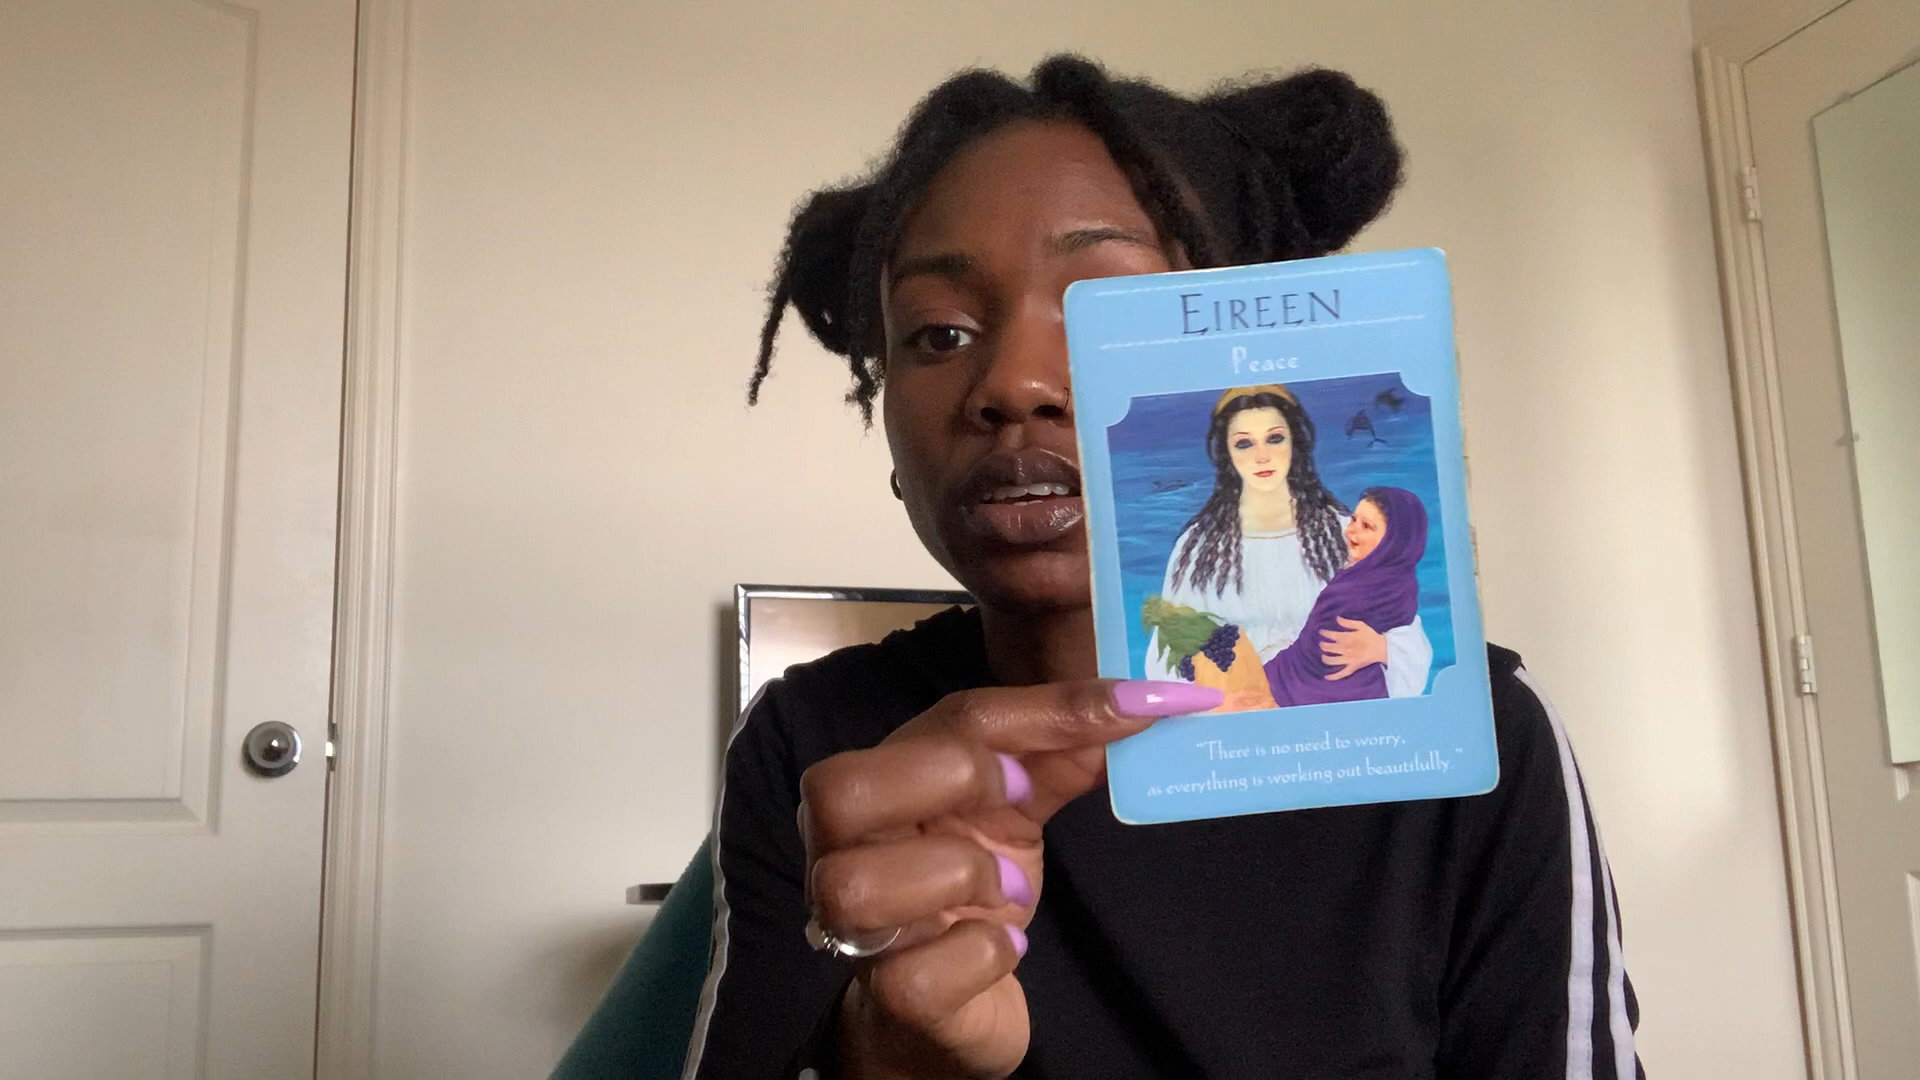 EIREEN
Peace
"There is no need to worry,
as everything is working out beautifully."